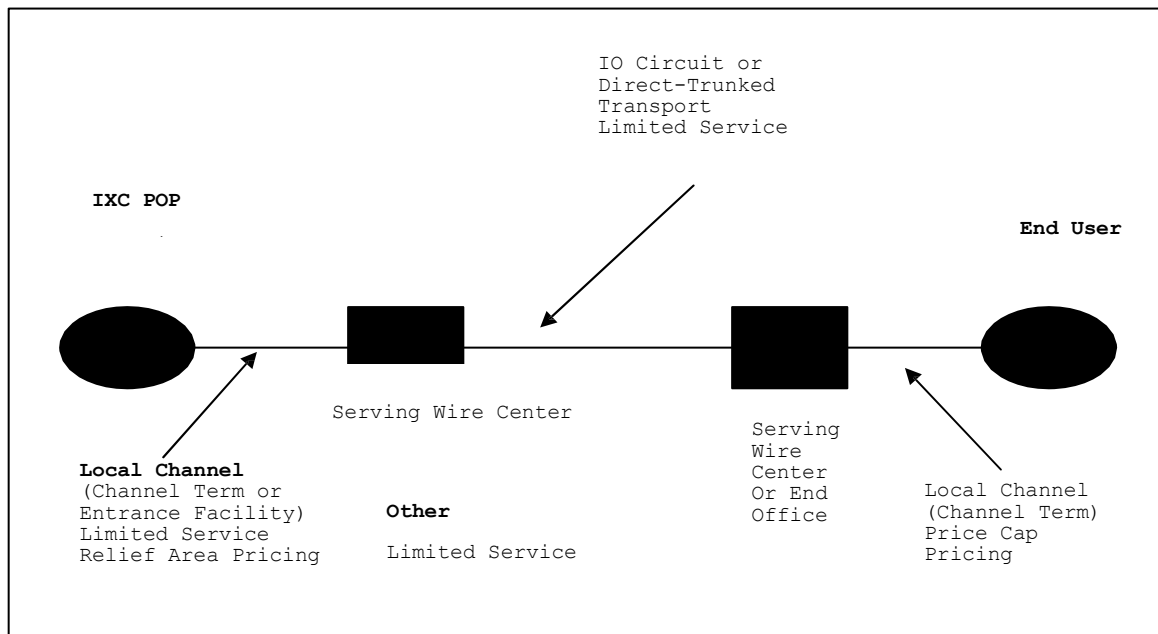 IO Circuit or
Direct-Trunked
Transport
Limited Service
IXC POP
End User
Serving Wire Center
Local Channel
(Channel Term or
Entrance Facility)
Limited Service
Relief Area Pricing
Other
Limited Service
Serving
Wire
Center
Or End
Office
Local Channel
(Channel Term)
Price Cap
Pricing